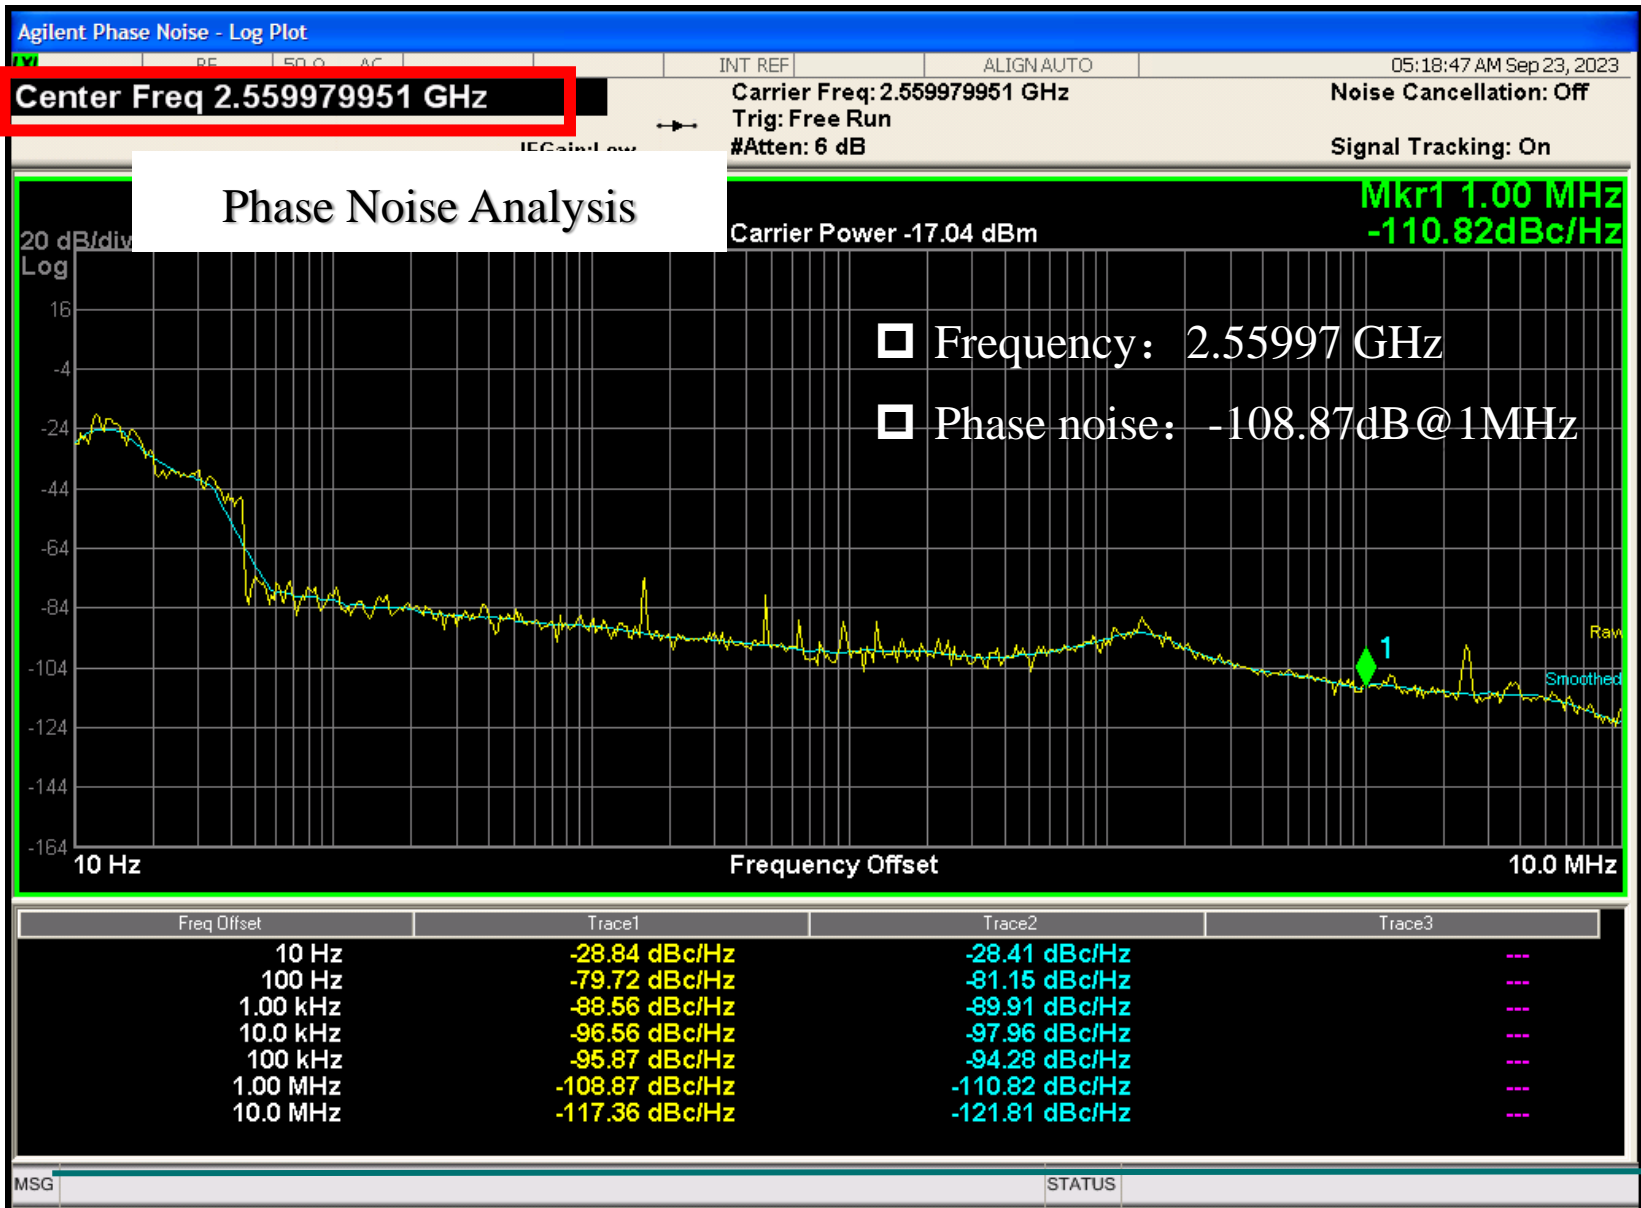 Agilent Phase Noise - Log Plot
RF 50 Ω AC INT REF ALIGN AUTO 05:18:47 AM Sep 23, 2023
Center Freq 2.559979951 GHz
Carrier Freq: 2.559979951 GHz
Trig: Free Run
#Atten: 6 dB
Noise Cancellation: Off
Signal Tracking: On
IFGain:Low
Phase Noise Analysis
Mkr1 1.00 MHz
-110.82dBc/Hz
20 dB/div
Log
Carrier Power -17.04 dBm
16
-4
-24
-44
-64
-84
-104
-124
-144
-164
Frequency：2.55997 GHz
Phase noise：-108.87dB@1MHz
1
Raw
Smoothed
10 Hz Frequency Offset 10.0 MHz
Freq Offset Trace1 Trace2 Trace3
10 Hz -28.84 dBc/Hz -28.41 dBc/Hz ---
100 Hz -79.72 dBc/Hz -81.15 dBc/Hz ---
1.00 kHz -88.56 dBc/Hz -89.91 dBc/Hz ---
10.0 kHz -96.56 dBc/Hz -97.96 dBc/Hz ---
100 kHz -95.87 dBc/Hz -94.28 dBc/Hz ---
1.00 MHz -108.87 dBc/Hz -110.82 dBc/Hz ---
10.0 MHz -117.36 dBc/Hz -121.81 dBc/Hz ---
MSG STATUS